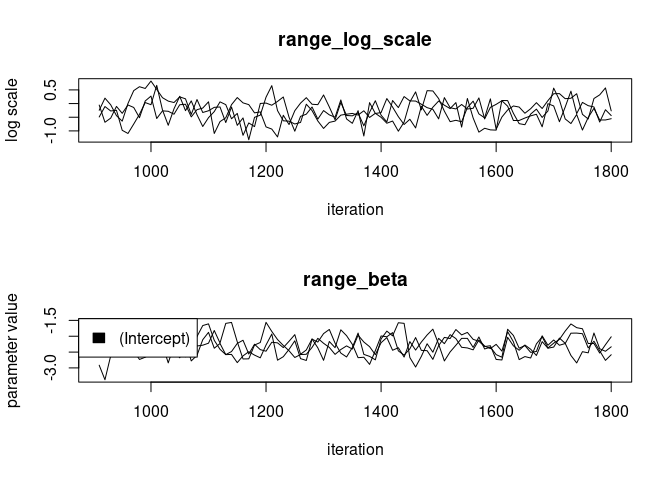 range_log_scale
log scale
0.5
-1.0
1000 1200 1400 1600 1800
iteration
range_beta
parameter value
-1.5
-3.0
(Intercept)
1000 1200 1400 1600 1800
iteration